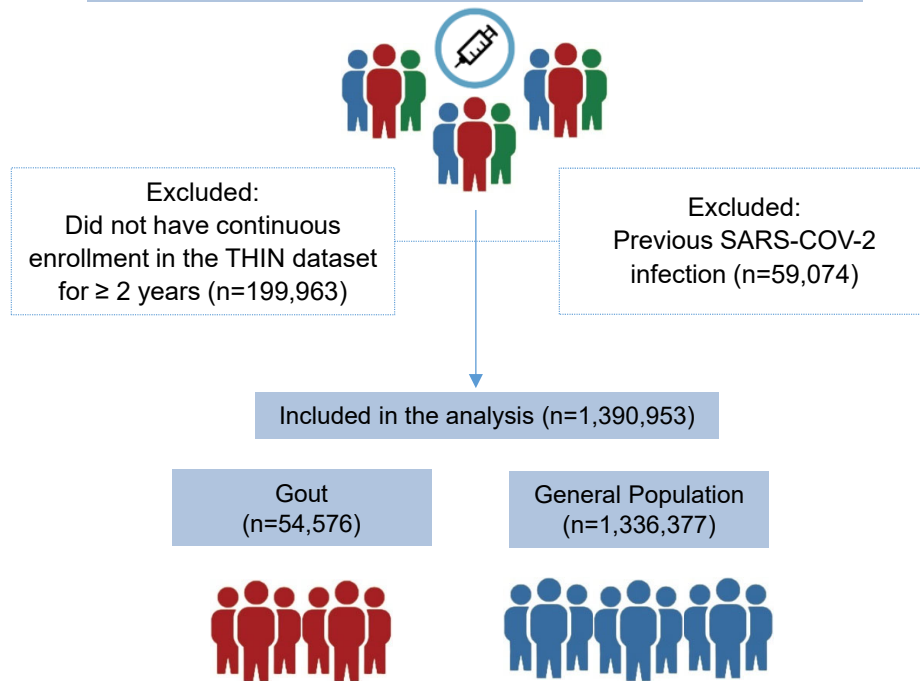 Excluded:
Did not have continuous
enrollment in the THIN dataset
for ≥ 2 years (n=199,963)
Excluded:
Previous SARS-COV-2
infection (n=59,074)
Included in the analysis (n=1,390,953)
Gout
(n=54,576)
General Population
(n=1,336,377)